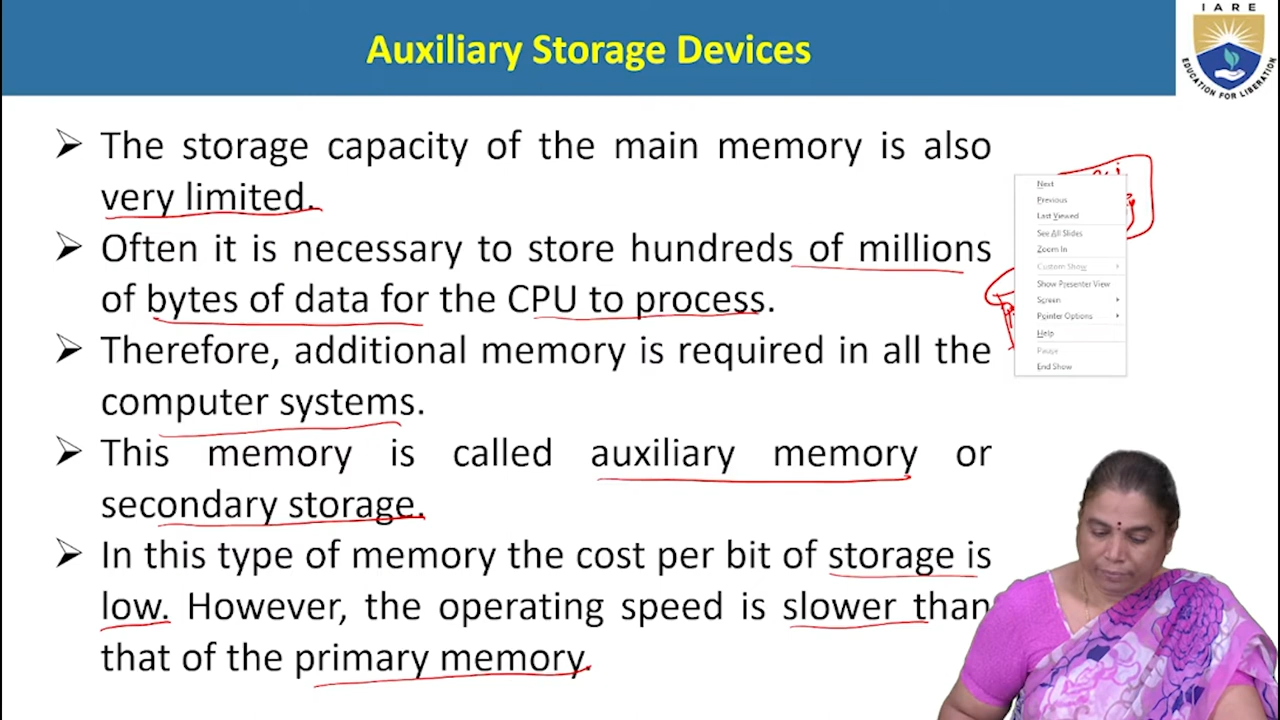 Auxiliary Storage Devices
IARE
EDUCATION FOR LIBERATION
➢ The storage capacity of the main memory is also
very limited.
➢ Often it is necessary to store hundreds of millions
of bytes of data for the CPU to process.
➢ Therefore, additional memory is required in all the
computer systems.
➢ This memory is called auxiliary memory or
secondary storage.
➢ In this type of memory the cost per bit of storage is
low. However, the operating speed is slower than
that of the primary memory.
Next
Previous
Last Viewed
See All Slides
Zoom In
Custom Show
Show Presenter View
Screen
Pointer Options
Help
Pause
End Show